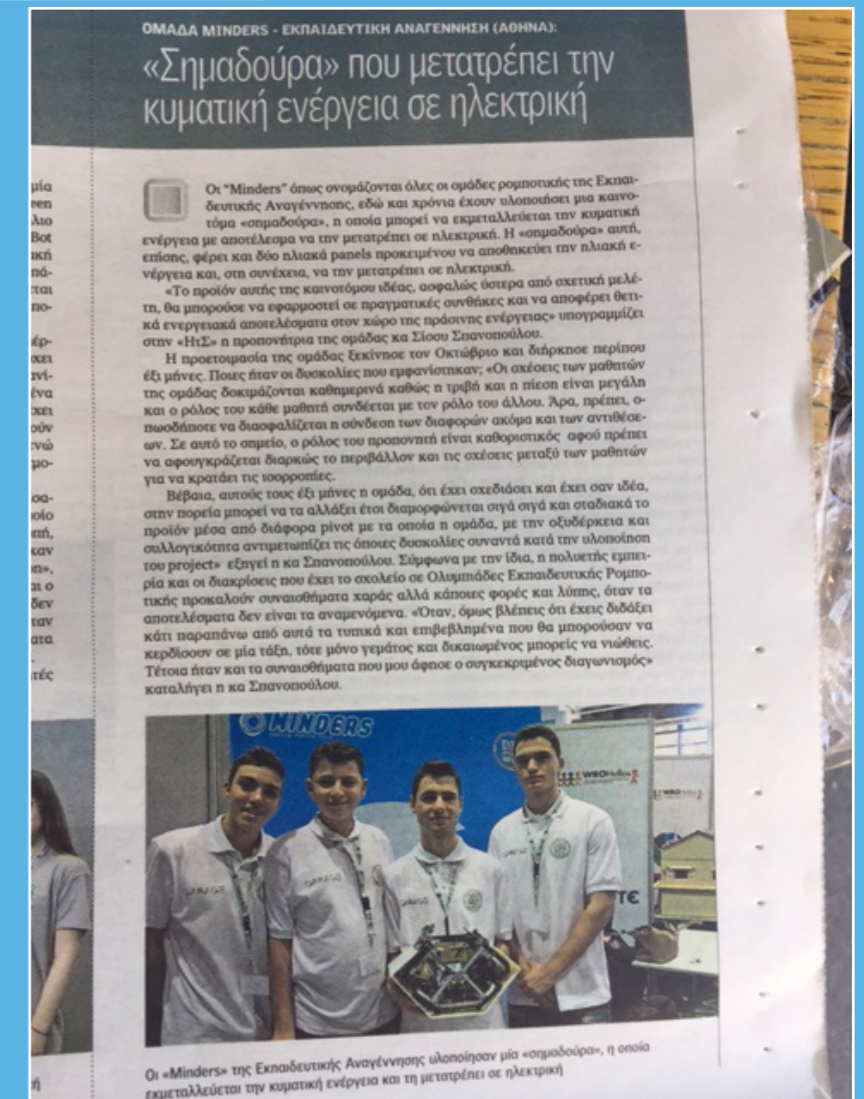 ΟΜΑΔΑ MINDERS - ΕΚΠΑΙΔΕΥΤΙΚΗ ΑΝΑΓΕΝΝΗΣΗ (ΑΘΗΝΑ):
«Σημαδούρα» που μετατρέπει την
κυματική ενέργεια σε ηλεκτρική
Οι "Minders" όπως ονομάζονται όλες οι ομάδες ρομποτικής της Εκπαι-
δευτικής Αναγέννησης, εδώ και χρόνια έχουν υλοποιήσει μια καινο-
τόμα «σημαδούρα», η οποία μπορεί να εκμεταλλεύεται την κυματική
ενέργεια με αποτέλεσμα να την μετατρέπει σε ηλεκτρική. Η «σημαδούρα» αυτή,
επίσης, φέρει και δύο ηλιακά panels προκειμένου να αποθηκεύει την ηλιακή ε-
νέργεια και, στη συνέχεια, να την μετατρέπει σε ηλεκτρική.
«Το προϊόν αυτής της καινοτόμου ιδέας, ασφαλώς ύστερα από σχετική μελέ-
τη, θα μπορούσε να εφαρμοστεί σε πραγματικές συνθήκες και να αποφέρει θετι-
κά ενεργειακά αποτελέσματα στον χώρο της πράσινης ενέργειας» υπογραμμίζει
στην «ΗτΣ» η προπονήτρια της ομάδας κα Σίσσυ Σπανοπούλου.
Η προετοιμασία της ομάδας ξεκίνησε τον Οκτώβριο και διήρκησε περίπου
έξι μήνες. Ποιες ήταν οι δυσκολίες που εμφανίστηκαν; «Οι σχέσεις των μαθητών
της ομάδας δοκιμάζονται καθημερινά καθώς η τριβή και η πίεση είναι μεγάλη
και ο ρόλος του κάθε μαθητή συνδέεται με τον ρόλο του άλλου. Άρα, πρέπει, ο-
πωσδήποτε να διασφαλίζεται η σύνδεση των διαφορών ακόμα και των αντιθέσε-
ων. Σε αυτό το σημείο, ο ρόλος του προπονητή είναι καθοριστικός αφού πρέπει
να αφουγκράζεται διαρκώς το περιβάλλον και τις σχέσεις μεταξύ των μαθητών
για να κρατάει τις ισορροπίες.
Βέβαια, αυτούς τους έξι μήνες η ομάδα, ότι έχει σχεδιάσει και έχει σαν ιδέα,
στην πορεία μπορεί να τα αλλάξει έτσι διαμορφώνεται σιγά σιγά και σταδιακά το
προϊόν μέσα από διάφορα pivot με τα οποία η ομάδα, με την οξυδέρκεια και
συλλογικότητα αντιμετωπίζει τις όποιες δυσκολίες συναντά κατά την υλοποίηση
του project» εξηγεί η κα Σπανοπούλου. Σύμφωνα με την ίδια, η πολυετής εμπει-
ρία και οι διακρίσεις που έχει το σχολείο σε Ολυμπιάδες Εκπαιδευτικής Ρομπο-
τικής προκαλούν συναισθήματα χαράς αλλά κάποιες φορές και λύπης, όταν τα
αποτελέσματα δεν είναι τα αναμενόμενα. «Όταν, όμως βλέπεις ότι έχεις διδάξει
κάτι παραπάνω από αυτά τα τυπικά και επιβεβλημένα που θα μπορούσαν να
κερδίσουν σε μία τάξη, τότε μόνο γεμάτος και δικαιωμένος μπορείς να νιώθεις.
Τέτοια ήταν και τα συναισθήματα που μου άφησε ο συγκεκριμένος διαγωνισμός»
καταλήγει η κα Σπανοπούλου.
MINDERS
WROHellas
Οι «Minders» της Εκπαιδευτικής Αναγέννησης υλοποίησαν μία «σημαδούρα», η οποία
εκμεταλλεύεται την κυματική ενέργεια και τη μετατρέπει σε ηλεκτρική